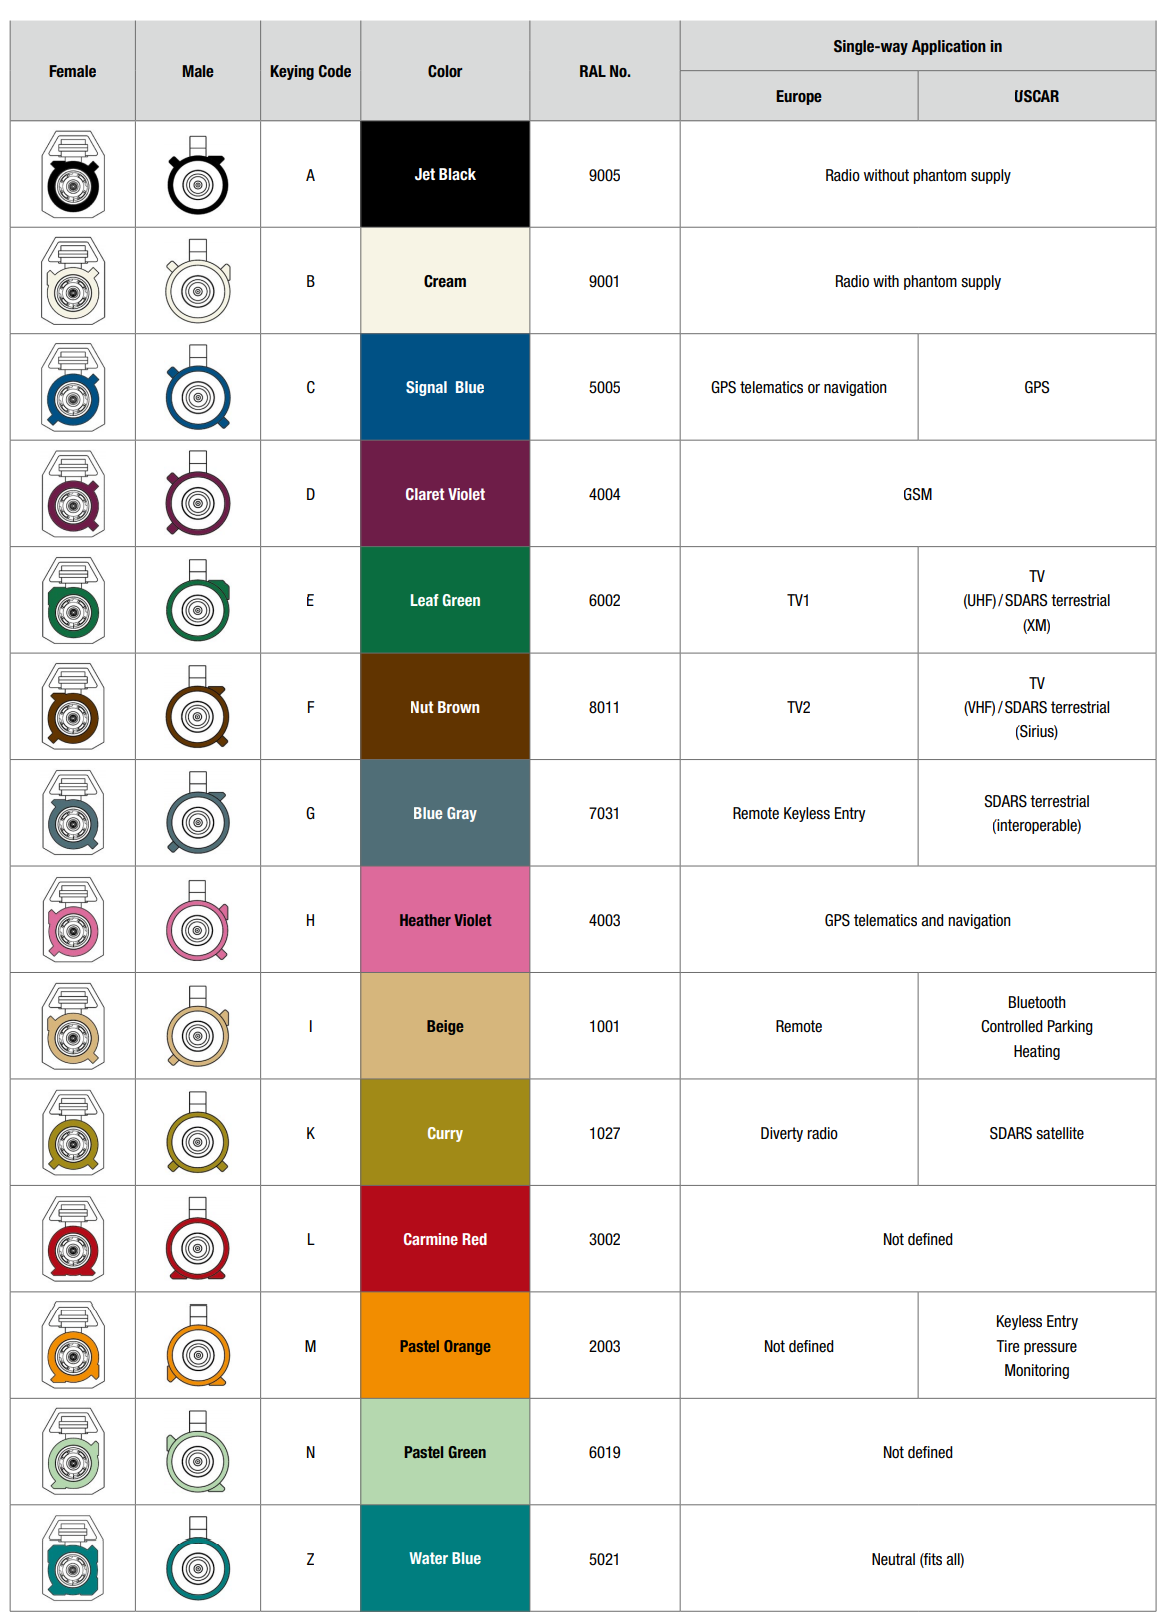 Female Male Keying Code Color RAL No. Single-way Application in
Europe USCAR
A Jet Black 9005 Radio without phantom supply
B Cream 9001 Radio with phantom supply
C Signal Blue 5005 GPS telematics or navigation GPS
D Claret Violet 4004 GSM
E Leaf Green 6002 TV1 TV
(UHF) / SDARS terrestrial
(XM)
F Nut Brown 8011 TV2 TV
(VHF) / SDARS terrestrial
(Sirius)
G Blue Gray 7031 Remote Keyless Entry SDARS terrestrial
(interoperable)
H Heather Violet 4003 GPS telematics and navigation
I Beige 1001 Remote Bluetooth
Controlled Parking
Heating
K Curry 1027 Diverty radio SDARS satellite
L Carmine Red 3002 Not defined
M Pastel Orange 2003 Not defined Keyless Entry
Tire pressure
Monitoring
N Pastel Green 6019 Not defined
Z Water Blue 5021 Neutral (fits all)